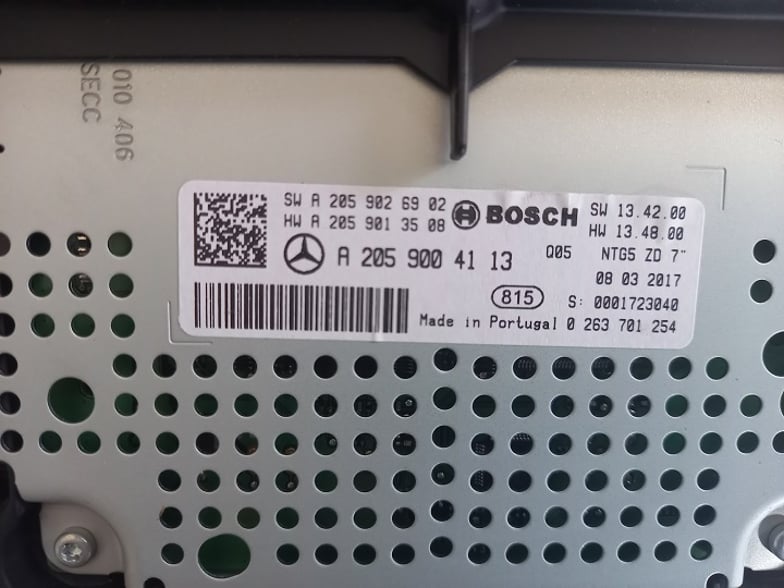 010 406
SECC
SW A 205 902 69 02
HW A 205 901 35 08
BOSCH
SW 13.42.00
HW 13.48.00
A 205 900 41 13
Q05
NTG5 ZD 7"
08 03 2017
815
S: 0001723040
Made in Portugal 0 263 701 254